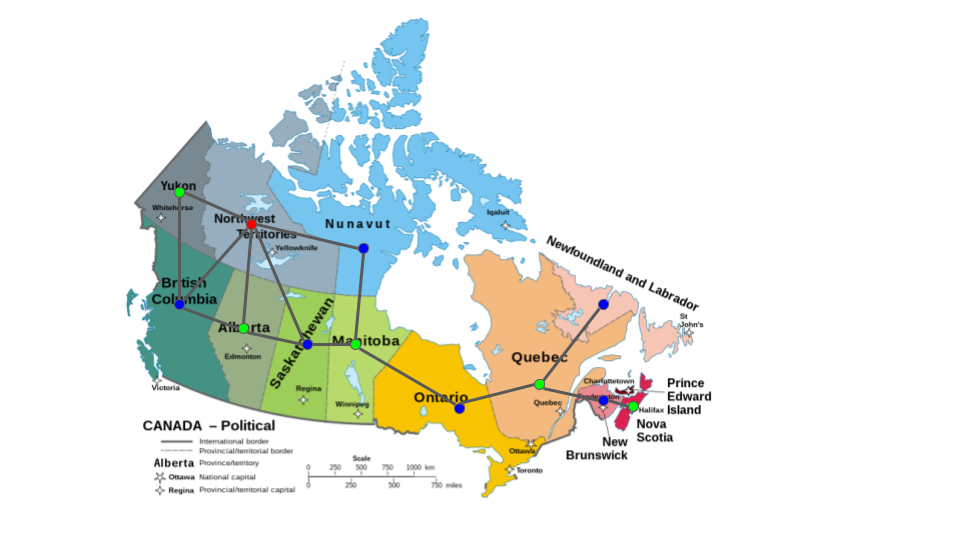 Yukon
Whitehorse
Northwest
Territories
Yellowknife
Nunavut
Iqaluit
Newfoundland and Labrador
St
John's
British
Columbia
Victoria
Alberta
Edmonton
Saskatchewan
Regina
Manitoba
Winnipeg
Ontario
Ottawa
Toronto
Quebec
Quebec
Charlottetown
Fredericton
Halifax
Prince
Edward
Island
Nova
Scotia
New
Brunswick
CANADA – Political
International border
Provincial/territorial border
Alberta Province/territory
Ottawa National capital
Regina Provincial/territorial capital
Scale
0 250 500 750 1000 km
0 250 500 750 miles